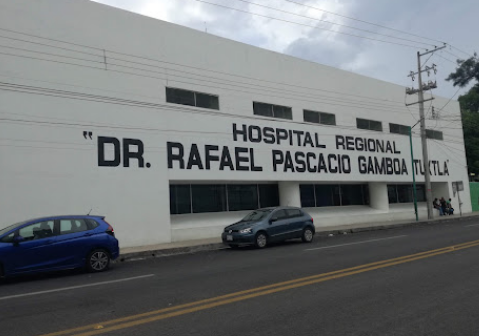 HOSPITAL REGIONAL
"DR. RAFAEL PASCACIO GAMBOA TUXTLA"